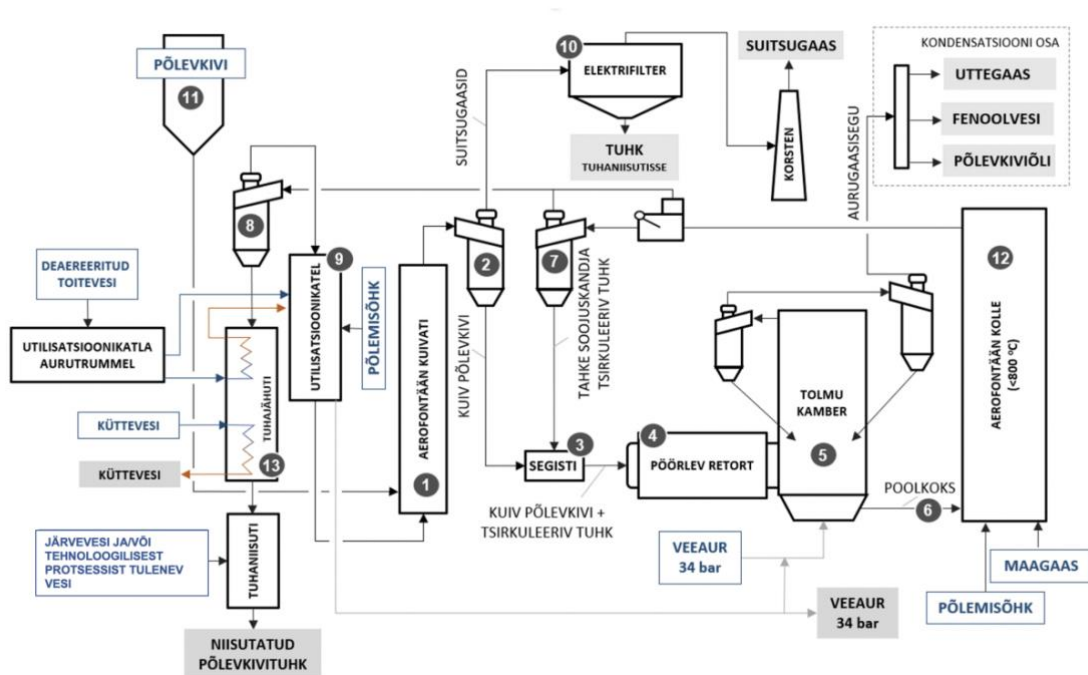 PÕLEVKIVI
11
SUITSUGAASID
10
ELEKTRIFILTER
TUHK
TUHANIISUTISSE
SUITSUGAAS
KORSTEN
KONDENSATSIOONI OSA
UTTEGAAS
FENOOLVESI
PÕLEVKIVIÕLI
AURUGAASISEGU
8
2
7
DEAEREERITUD
TOITEVESI
UTILISATSIOONIKATLA
AURUTRUMMEL
9
UTILISATSIOONIKATEL
PÕLEMISÕHK
AEROFONTÄÄN KUIVATI
1
KUIV PÕLEVKIVI
TAHKE SOOJUSKANDJA
TSIRKULEERIV TUHK
12
AEROFONTÄÄN KOLLE
(<800 °C)
TUHAJÄHUTI
13
KÜTTEVESI
KÜTTEVESI
3
SEGISTI
4
PÖÖRLEV RETORT
TOLMU
KAMBER
5
POOLKOKS
6
KUIV PÕLEVKIVI +
TSIRKULEERIV TUHK
JÄRVEVESI JA/VÕI
TEHNOLOOGILISEST
PROTSESSIST TULENEV
VESI
TUHANIISUTI
NIISUTATUD
PÕLEVKIVITUHK
VEEAUR
34 bar
VEEAUR
34 bar
MAAGAAS
PÕLEMISÕHK